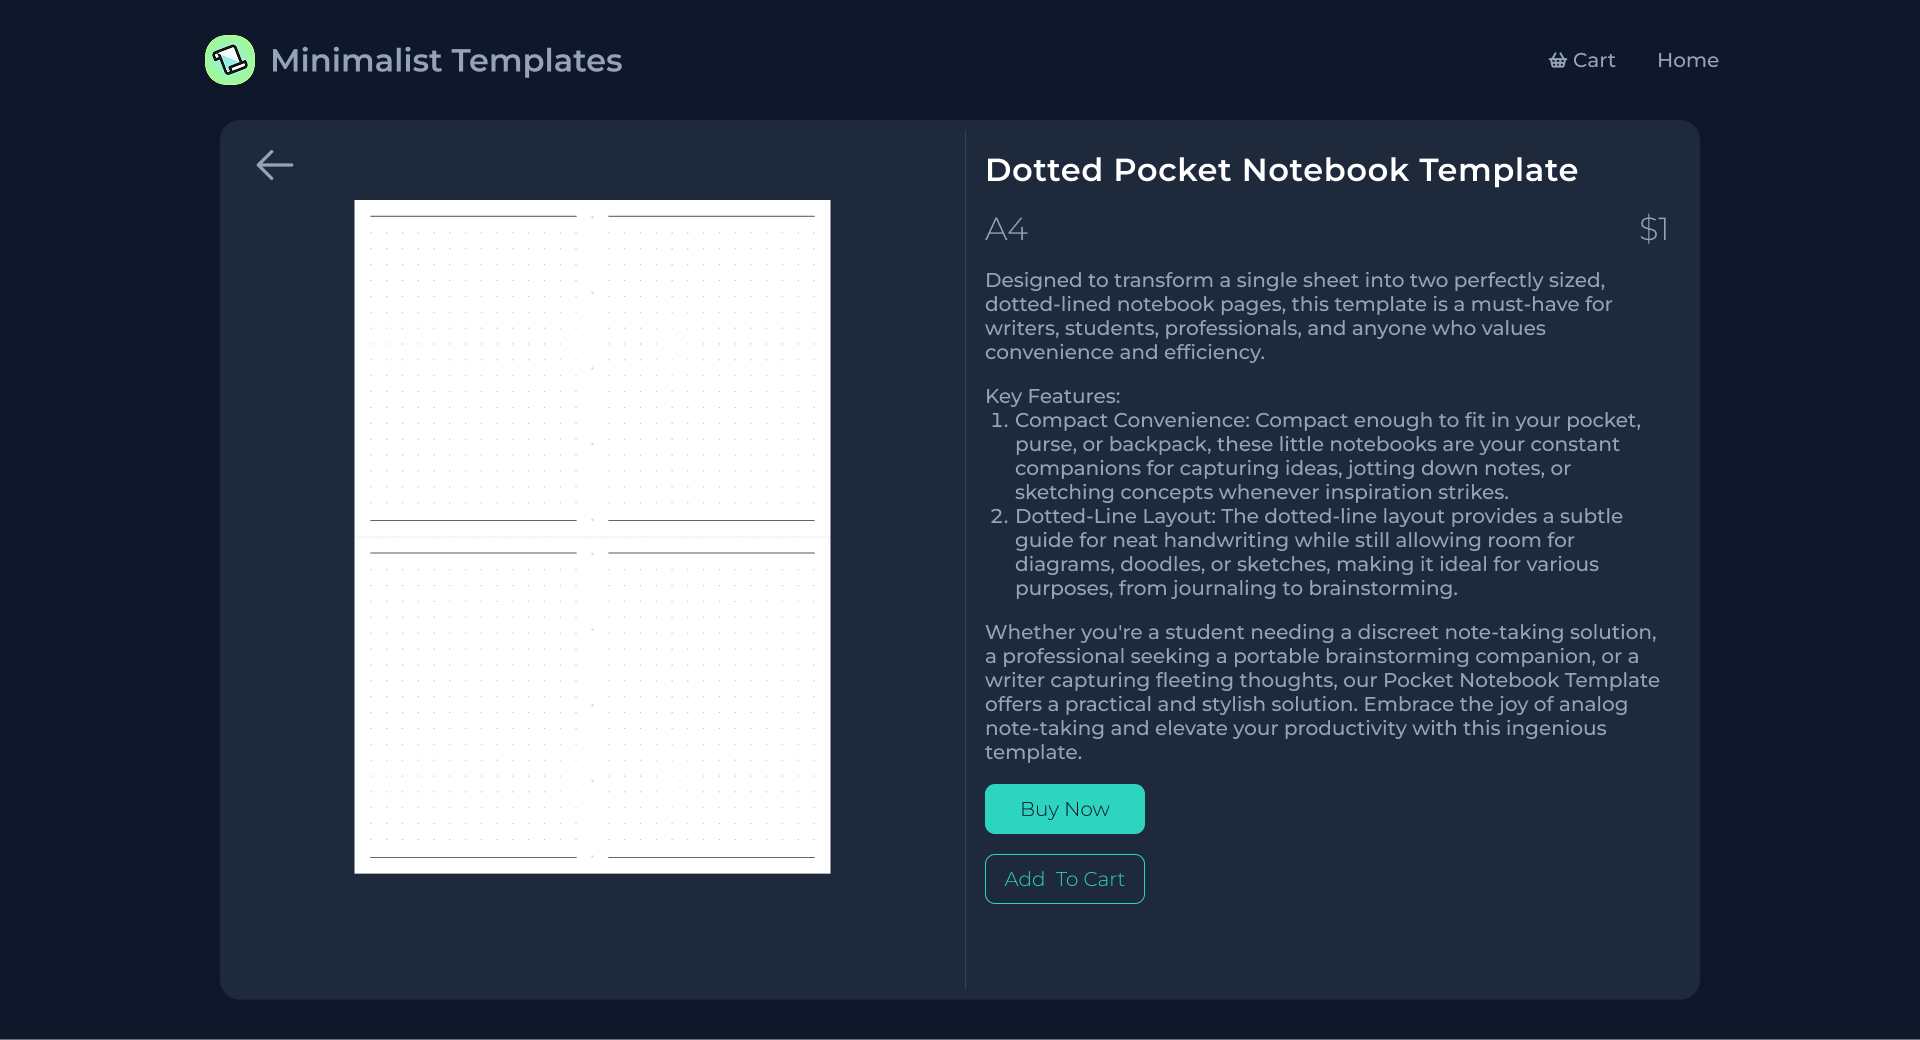 Minimalist Templates
Cart
Home
Dotted Pocket Notebook Template
A4
$1
Designed to transform a single sheet into two perfectly sized,
dotted-lined notebook pages, this template is a must-have for
writers, students, professionals, and anyone who values
convenience and efficiency.
Key Features:
1. Compact Convenience: Compact enough to fit in your pocket,
purse, or backpack, these little notebooks are your constant
companions for capturing ideas, jotting down notes, or
sketching concepts whenever inspiration strikes.
2. Dotted-Line Layout: The dotted-line layout provides a subtle
guide for neat handwriting while still allowing room for
diagrams, doodles, or sketches, making it ideal for various
purposes, from journaling to brainstorming.
Whether you're a student needing a discreet note-taking solution,
a professional seeking a portable brainstorming companion, or a
writer capturing fleeting thoughts, our Pocket Notebook Template
offers a practical and stylish solution. Embrace the joy of analog
note-taking and elevate your productivity with this ingenious
template.
Buy Now
Add To Cart